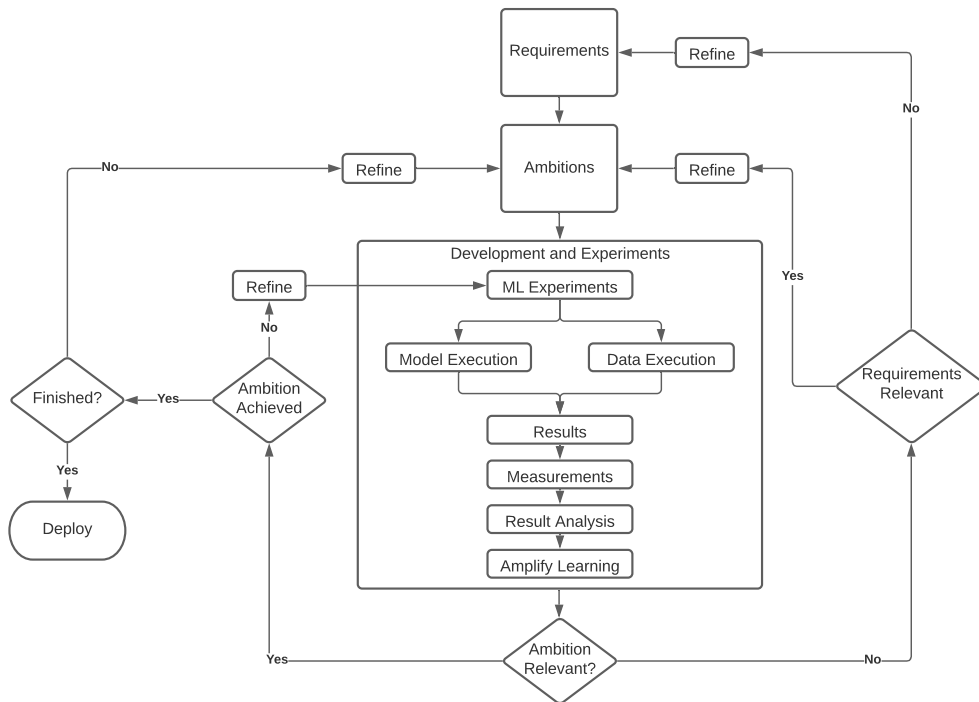 Requirements
Refine
No
No
Refine
Ambitions
Refine
Development and Experiments
Yes
Refine
ML Experiments
No
Model Execution
Data Execution
Requirements
Relevant
Finished?
Yes
Ambition
Achieved
Results
Yes
Measurements
Deploy
Result Analysis
Amplify Learning
Yes
Ambition
Relevant?
No